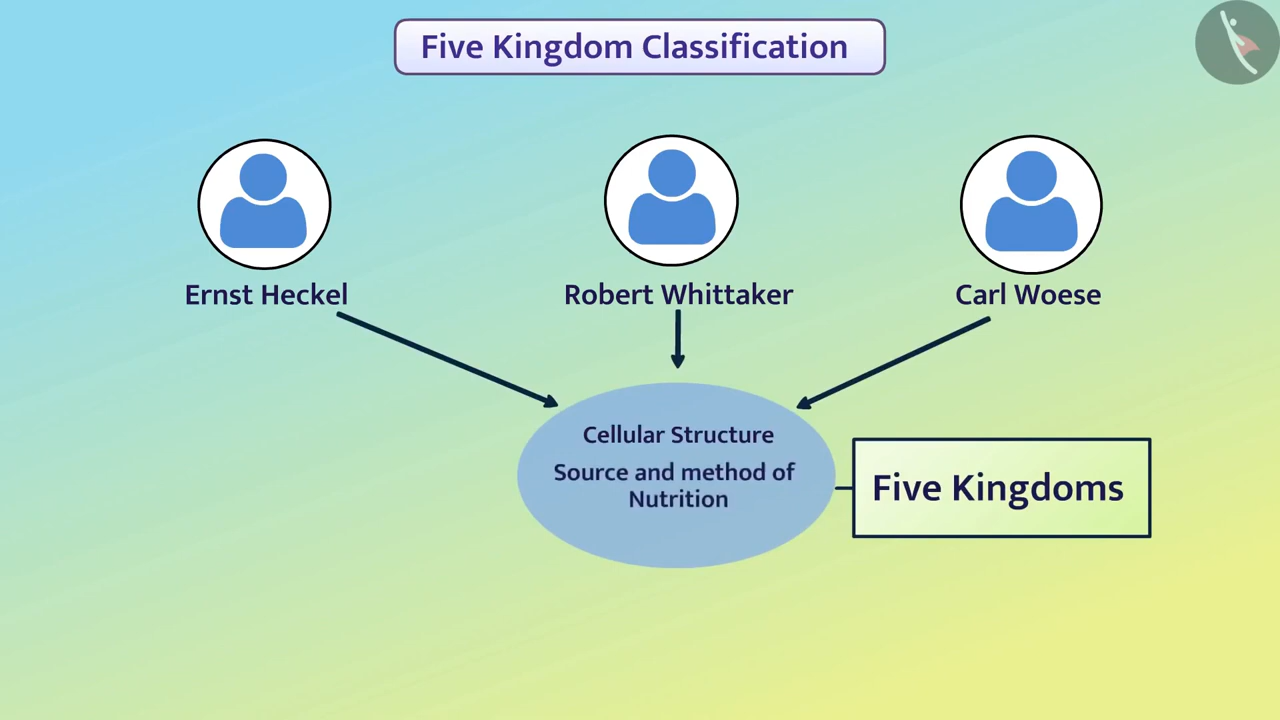 Five Kingdom Classification
Ernst Heckel
Robert Whittaker
Carl Woese
Cellular Structure
Source and method of
Nutrition
Five Kingdoms